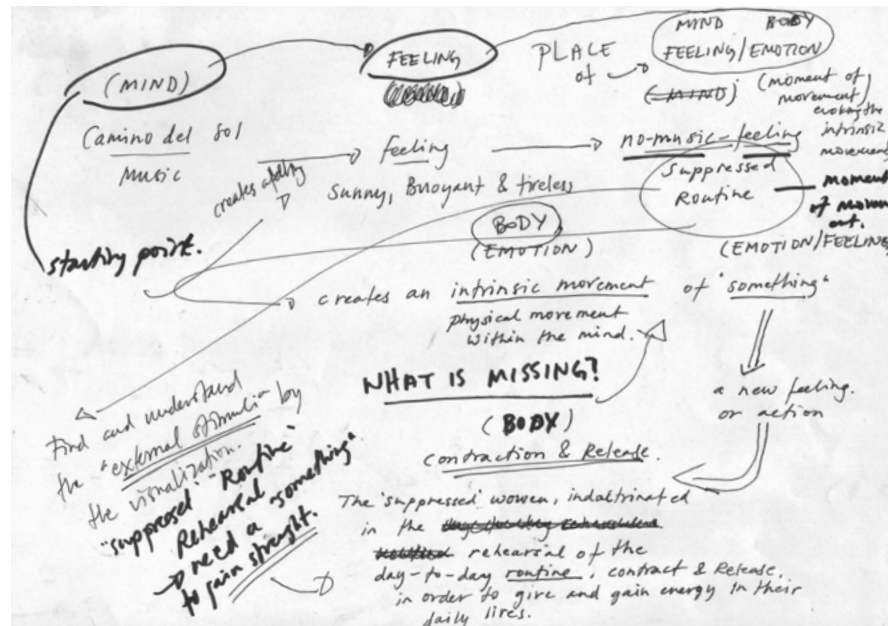 (MIND)
FEELING
PLACE
of
MIND BODY
FEELING/EMOTION
(MIND)
(moment of
movement)
evoking the
intrinsic
movement
Camino del Sol
Music
creates a feeling
feeling
Sunny, Buoyant & tireless
no-music-feeling
suppressed
Routine
moment
of movement.
(EMOTION/FEELING)
starting point.
BODY
(EMOTION)
creates an intrinsic movement of "something"
physical movement
within the mind.
WHAT IS MISSING?
(BODY)
contraction & Release.
a new feeling.
or action
Find and understand
the "external stimuli" by
the visualization.
"suppressed" "Routine"
Rehearsal
need a "something"
to gain strenght.
The 'suppressed' women, indoltrinated
in the
rehearsal of the
day-to-day routine, contract & Release,
in order to give and gain energy in their
daily lives.